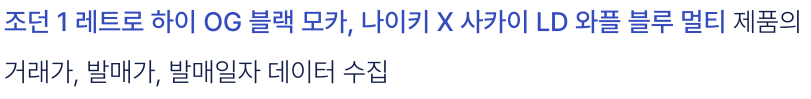 조던 1 레트로 하이 OG 블랙 모카, 나이키 X 사카이 LD 와플 블루 멀티 제품의
거래가, 발매가, 발매일자 데이터 수집